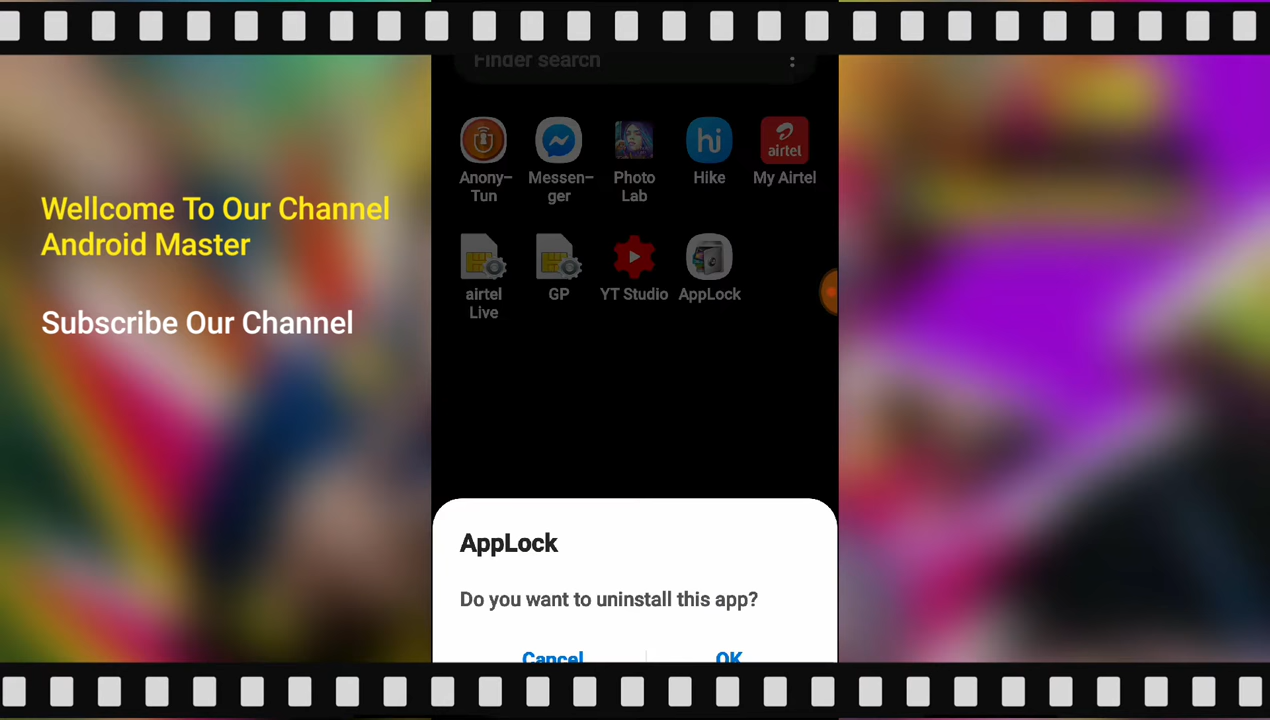 Wellcome To Our Channel
Android Master
Subscribe Our Channel
Finder search
Anony-
Tun
Messen-
ger
Photo
Lab
hi
Hike
airtel
My Airtel
airtel
Live
GP
YT Studio
AppLock
AppLock
Do you want to uninstall this app?
Cancel
OK